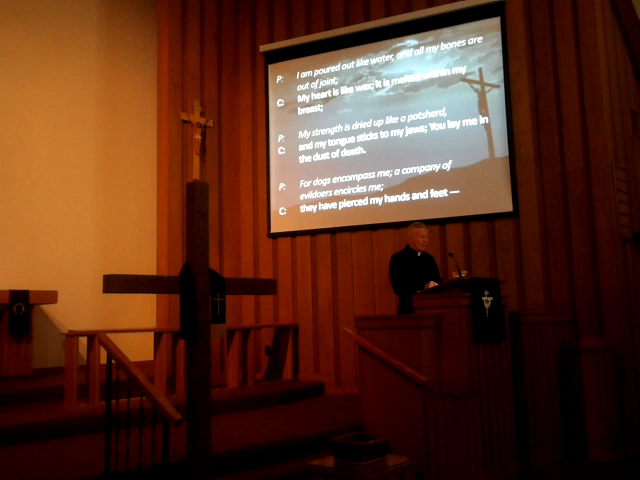 P: I am poured out like water, and all my bones are
out of joint;
C: My heart is like wax; it is melted within my
breast;
P: My strength is dried up like a potsherd,
C: and my tongue sticks to my jaws; You lay me in
the dust of death.
P: For dogs encompass me; a company of
evildoers encircles me;
C: they have pierced my hands and feet —